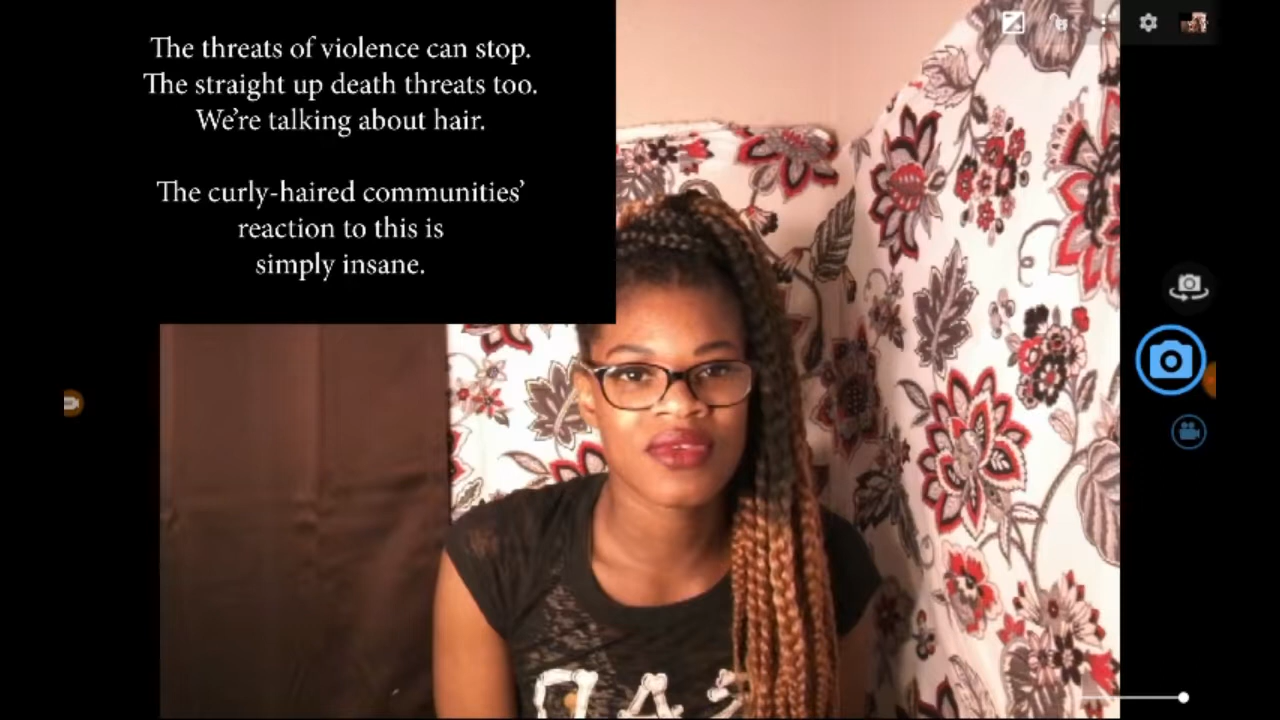 The threats of violence can stop.
The straight up death threats too.
We're talking about hair.
The curly-haired communities'
reaction to this is
simply insane.